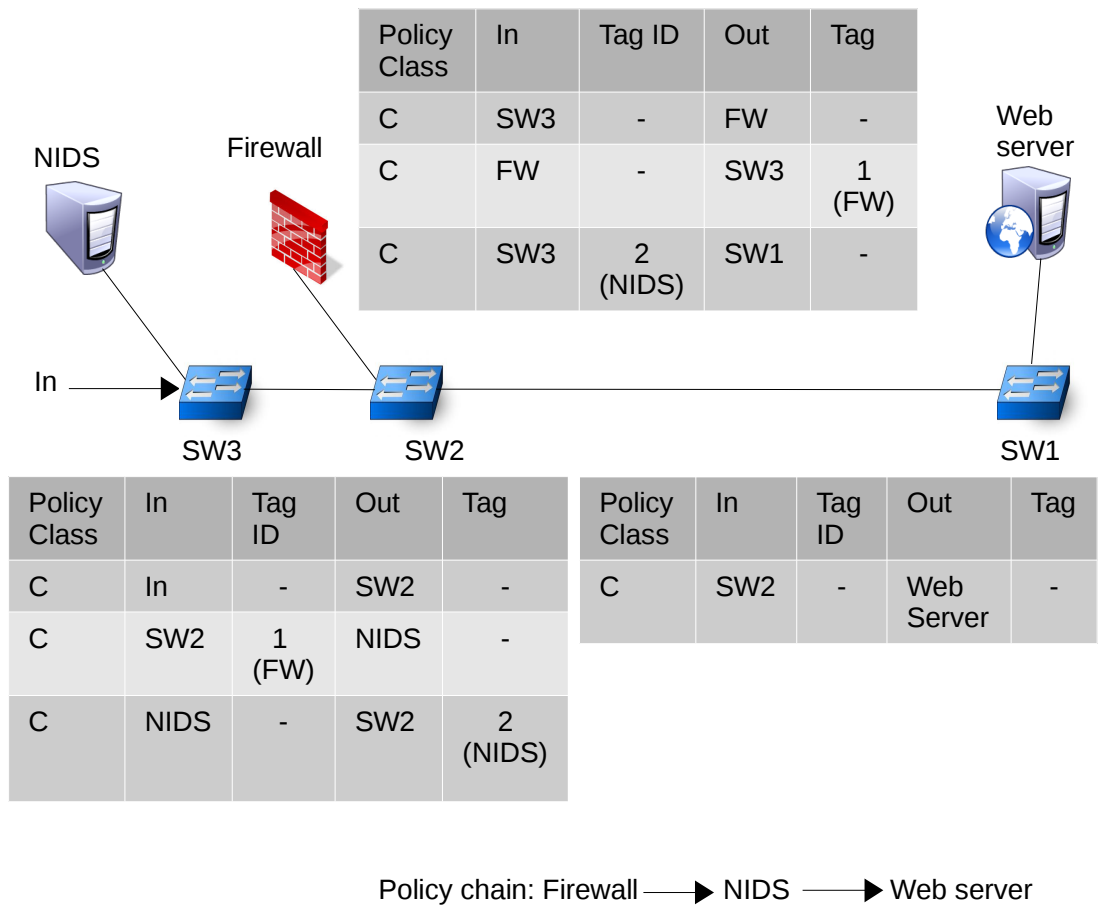 Policy Class In Tag ID Out Tag
C SW3 - FW -
C FW - SW3 1 (FW)
C SW3 2 (NIDS) SW1 -
NIDS
Firewall
Web
server
In
SW3
SW2
SW1
Policy Class In Tag ID Out Tag
C In - SW2 -
C SW2 1 (FW) NIDS -
C NIDS - SW2 2 (NIDS)
Policy Class In Tag ID Out Tag
C SW2 - Web Server -
Policy chain: Firewall NIDS Web server